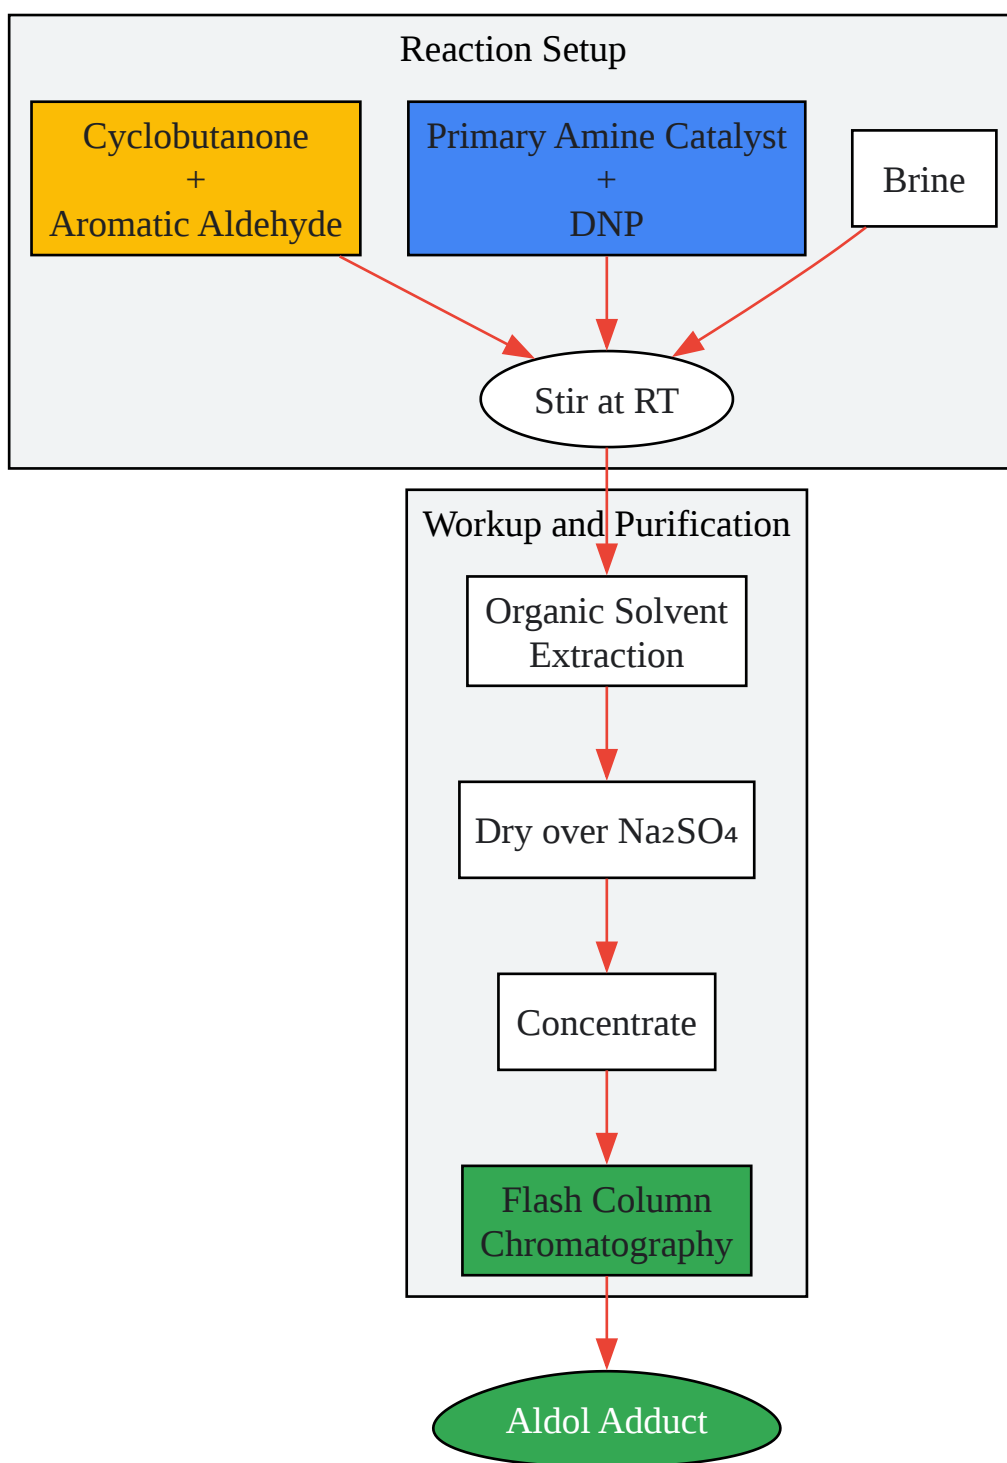 Reaction Setup
Cyclobutanone
+
Aromatic Aldehyde
Primary Amine Catalyst
+
DNP
Brine
Stir at RT
Workup and Purification
Organic Solvent
Extraction
Dry over Na₂SO₄
Concentrate
Flash Column
Chromatography
Aldol Adduct